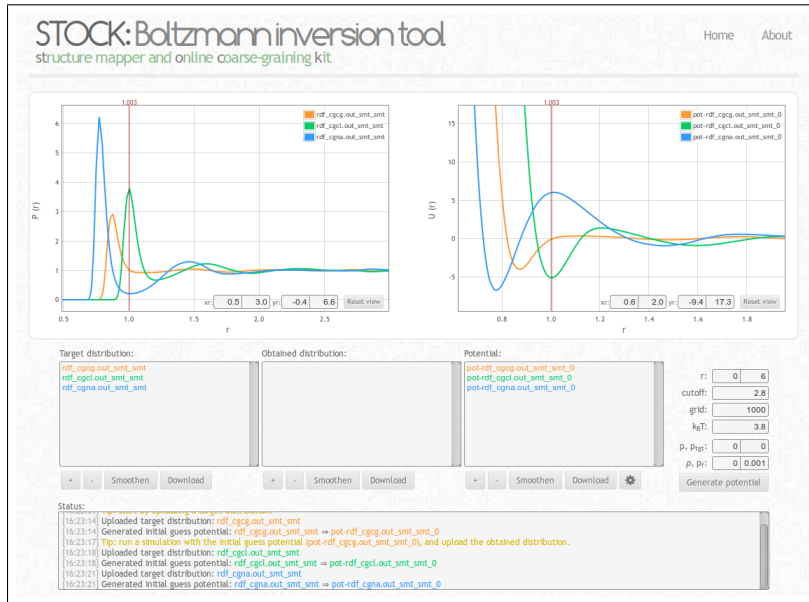 STOCK: Boltzmann inversion tool
structure mapper and online coarse-graining kit
Home About
1.003
rdf_cgcg.out_smt_smt
rdf_cgcl.out_smt_smt
rdf_cgna.out_smt_smt
6
5
4
3
2
1
0
P (r)
xr: 0.5 3.0 yr: -0.4 6.6 Reset view
0.5 1.0 1.5 2.0 2.5
r
1.003
pot-rdf_cgcg.out_smt_smt_0
pot-rdf_cgcl.out_smt_smt_0
pot-rdf_cgna.out_smt_smt_0
15
10
5
0
-5
U (r)
xr: 0.6 2.0 yr: -9.4 17.3 Reset view
0.8 1.0 1.2 1.4 1.6 1.8
r
Target distribution:
rdf_cgcg.out_smt_smt
rdf_cgcl.out_smt_smt
rdf_cgna.out_smt_smt
+ - Smoothen Download
Obtained distribution:
+ - Smoothen Download
Potential:
pot-rdf_cgcg.out_smt_smt_0
pot-rdf_cgcl.out_smt_smt_0
pot-rdf_cgna.out_smt_smt_0
+ - Smoothen Download
r: 0 6
cutoff: 2.8
grid: 1000
kBT: 3.8
p, ptgt: 0 0
ρ, ρf: 0 0.001
Generate potential
Status:
[16:23:14] Uploaded target distribution: rdf_cgcg.out_smt_smt
[16:23:14] Generated initial guess potential: rdf_cgcg.out_smt_smt ⇒ pot-rdf_cgcg.out_smt_smt_0
[16:23:17] Tip: run a simulation with the initial guess potential (pot-rdf_cgcg.out_smt_smt_0), and upload the obtained distribution.
[16:23:18] Uploaded target distribution: rdf_cgcl.out_smt_smt
[16:23:18] Generated initial guess potential: rdf_cgcl.out_smt_smt ⇒ pot-rdf_cgcl.out_smt_smt_0
[16:23:21] Uploaded target distribution: rdf_cgna.out_smt_smt
[16:23:21] Generated initial guess potential: rdf_cgna.out_smt_smt ⇒ pot-rdf_cgna.out_smt_smt_0